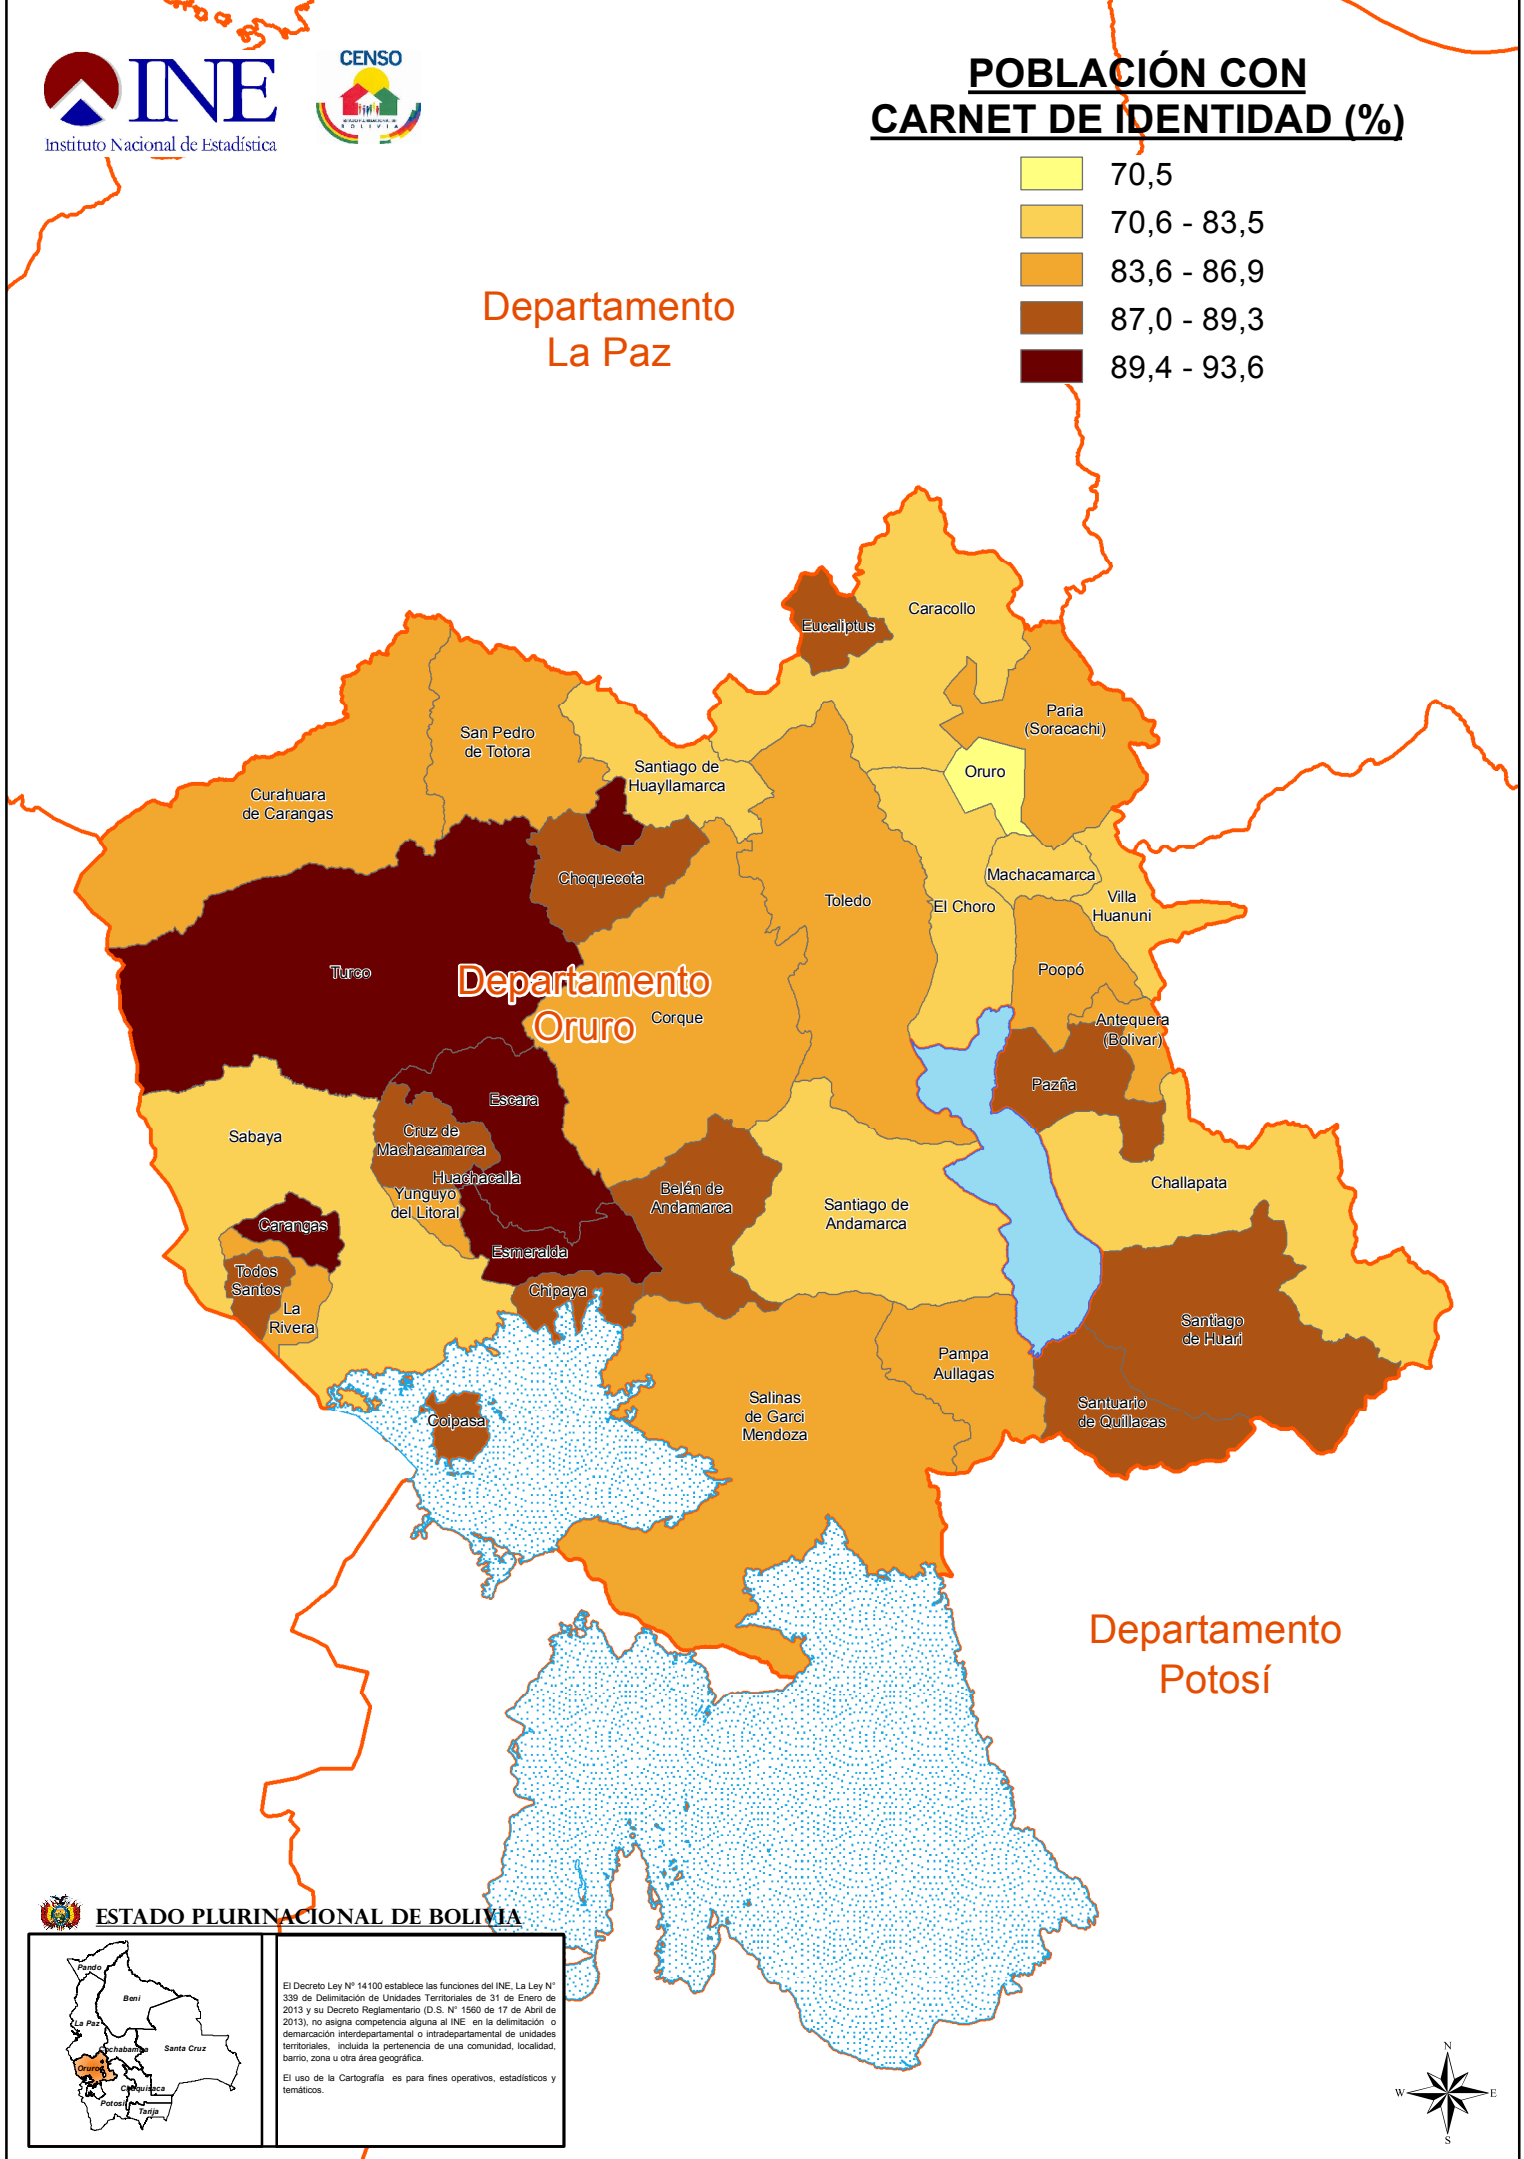 INE
Instituto Nacional de Estadística
CENSO
BOLIVIA
POBLACIÓN CON
CARNET DE IDENTIDAD (%)
70,5
70,6 - 83,5
83,6 - 86,9
87,0 - 89,3
89,4 - 93,6
Departamento
La Paz
Caracollo
Eucaliptus
Paria
(Soracachi)
San Pedro
de Totora
Santiago de
Huayllamarca
Oruro
Curahuara
de Carangas
Choquecota
Machacamarca
Toledo
El Choro
Villa
Huanuni
Turco
Departamento
Oruro
Corque
Poopó
Antequera
(Bolivar)
Pazña
Escara
Sabaya
Cruz de
Machacamarca
Huachacalla
Yunguyo
del Litoral
Belén de
Andamarca
Santiago de
Andamarca
Challapata
Carangas
Esmeralda
Todos
Santos
Chipaya
La
Rivera
Santiago
de Huari
Pampa
Aullagas
Salinas
de Garci
Mendoza
Santuario
de Quillacas
Coipasa
Departamento
Potosí
ESTADO PLURINACIONAL DE BOLIVIA
Pando
Beni
La Paz
Cochabamba
Santa Cruz
Oruro
Chuquisaca
Potosí
Tarija
El Decreto Ley Nº 14100 establece las funciones del INE, La Ley N°
339 de Delimitación de Unidades Territoriales de 31 de Enero de
2013 y su Decreto Reglamentario (D.S. N° 1560 de 17 de Abril de
2013), no asigna competencia alguna al INE en la delimitación o
demarcación interdepartamental o intradepartamental de unidades
territoriales, incluida la pertenencia de una comunidad, localidad,
barrio, zona u otra área geográfica.
El uso de la Cartografía es para fines operativos, estadísticos y
temáticos.
N
W
E
S